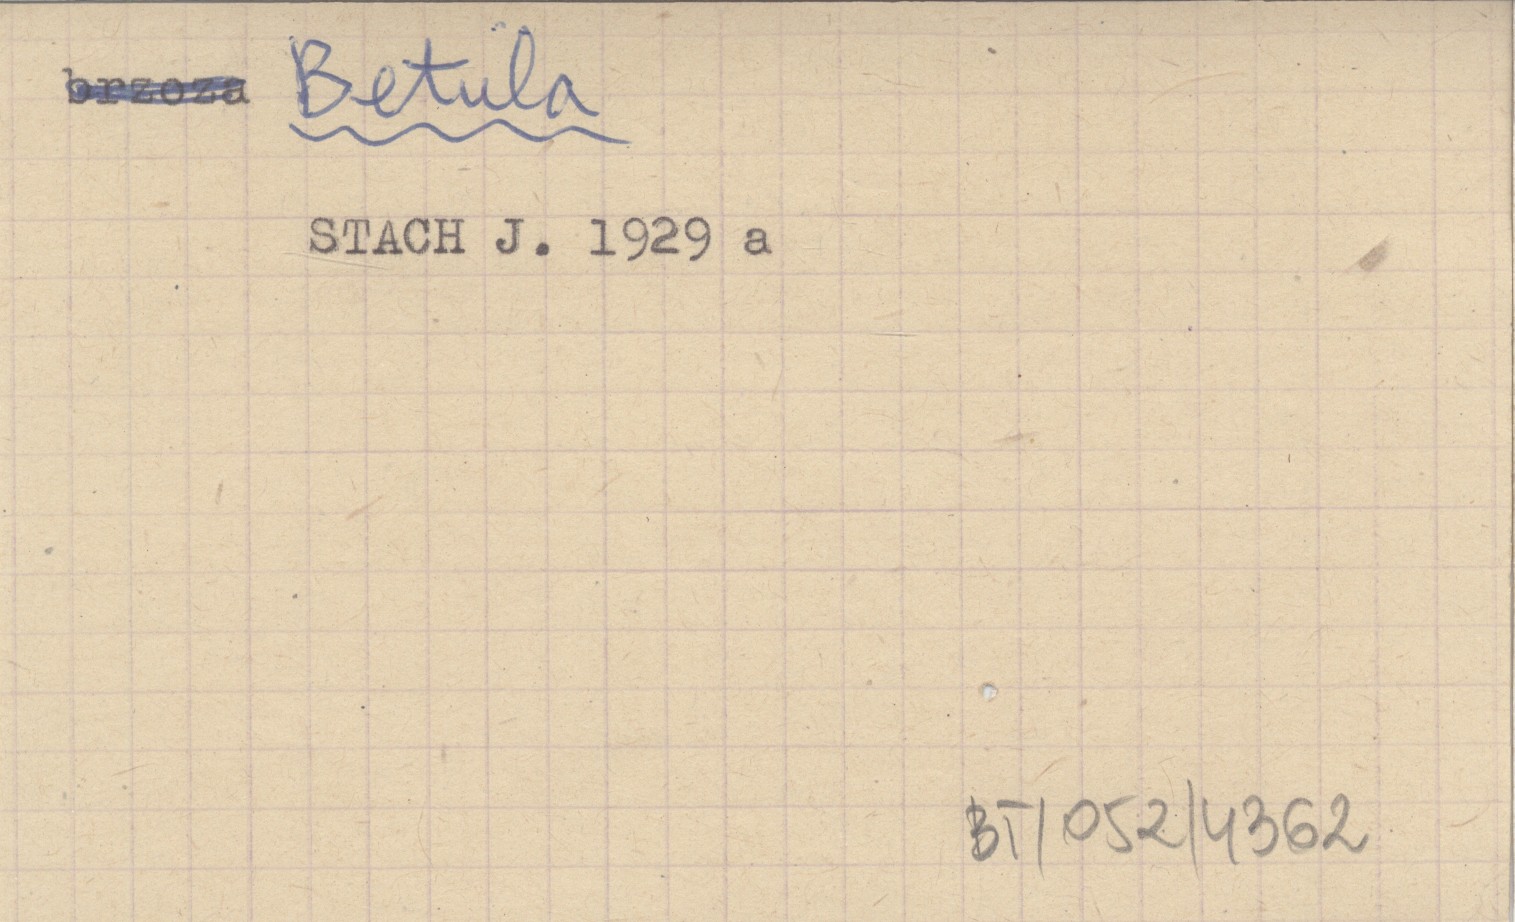 brzoza Betula
STACH J. 1929 a
BT/052/4362